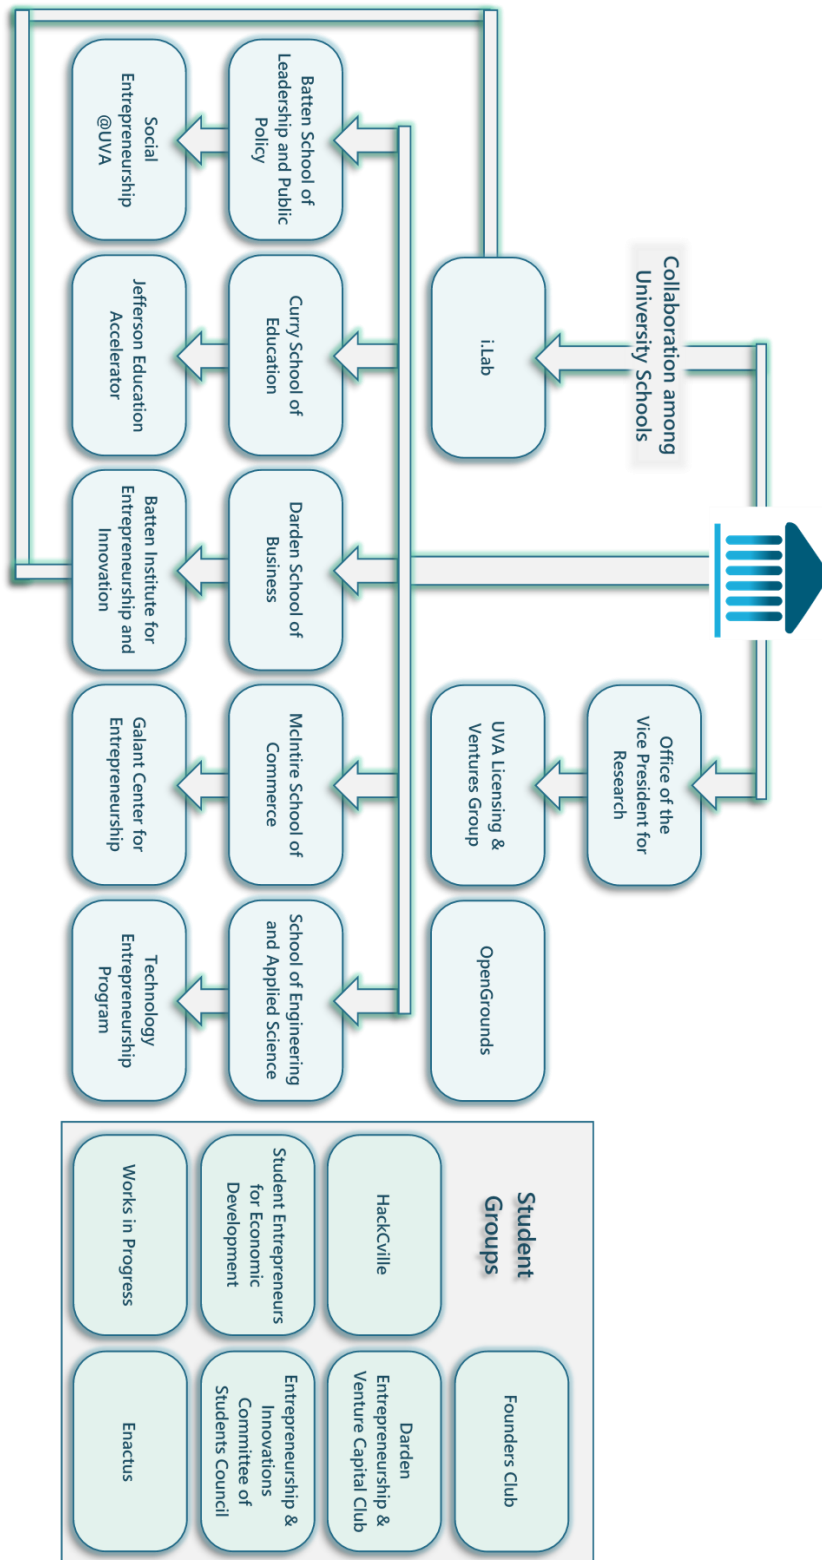 Collaboration among
University Schools
Office of the
Vice President for
Research
i.Lab
UVA Licensing &
Ventures Group
OpenGrounds
Batten School of
Leadership and Public
Policy
Curry School of
Education
Darden School of
Business
McIntire School of
Commerce
School of Engineering
and Applied Science
Social
Entrepreneurship
@UVA
Jefferson Education
Accelerator
Batten Institute for
Entrepreneurship and
Innovation
Galant Center for
Entrepreneurship
Technology
Entrepreneurship
Program
Student
Groups
Founders Club
HackCville
Darden
Entrepreneurship &
Venture Capital Club
Student Entrepreneurs
for Economic
Development
Entrepreneurship &
Innovations
Committee of
Students Council
Works in Progress
Enactus